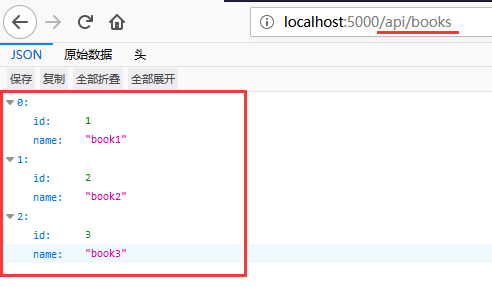 localhost:5000/api/books
JSON 原始数据 头
保存 复制 全部折叠 全部展开
0:
id: 1
name: "book1"
1:
id: 2
name: "book2"
2:
id: 3
name: "book3"